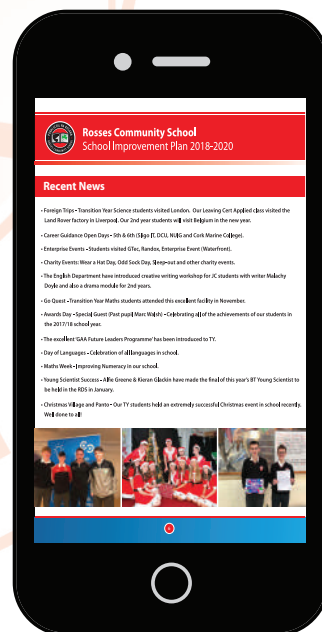 Rosses Community School
School Improvement Plan 2018-2020
Recent News
• Foreign Trips • Transition Year Science students visited London. Our Leaving Cert Applied class visited the
Land Rover factory in Liverpool. Our 2nd year students will visit Belgium in the new year.
• Career Guidance Open Days • 5th & 6th (Sligo IT, DCU, NUIG and Cork Marine College).
• Enterprise Events • Students visited GTec, Randox, Enterprise Event (Waterfront).
• Charity Events: Wear a Hat Day, Odd Sock Day, Sleep-out and other charity events.
• The English Department have introduced creative writing workshop for JC students with writer Malachy
Doyle and also a drama module for 2nd years.
• Go Quest • Transition Year Maths students attended this excellent facility in November.
• Awards Day • Special Guest (Past pupil Marc Walsh) • Celebrating all of the achievements of our students in
the 2017/18 school year.
• The excellent 'GAA Future Leaders Programme' has been introduced to TY.
• Day of Languages • Celebration of all languages in school.
• Maths Week • Improving Numeracy in our school.
• Young Scientist Success • Alfie Greene & Kieran Glackin have made the final of this year's BT Young Scientist to
be held in the RDS in January.
• Christmas Village and Panto • Our TY students held an extremely successful Christmas event in school recently.
Well done to all!